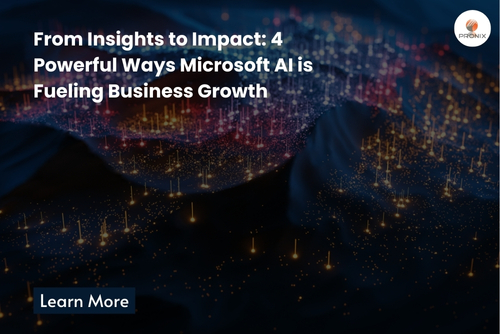 PRONIX
From Insights to Impact: 4
Powerful Ways Microsoft AI is
Fueling Business Growth
Learn More